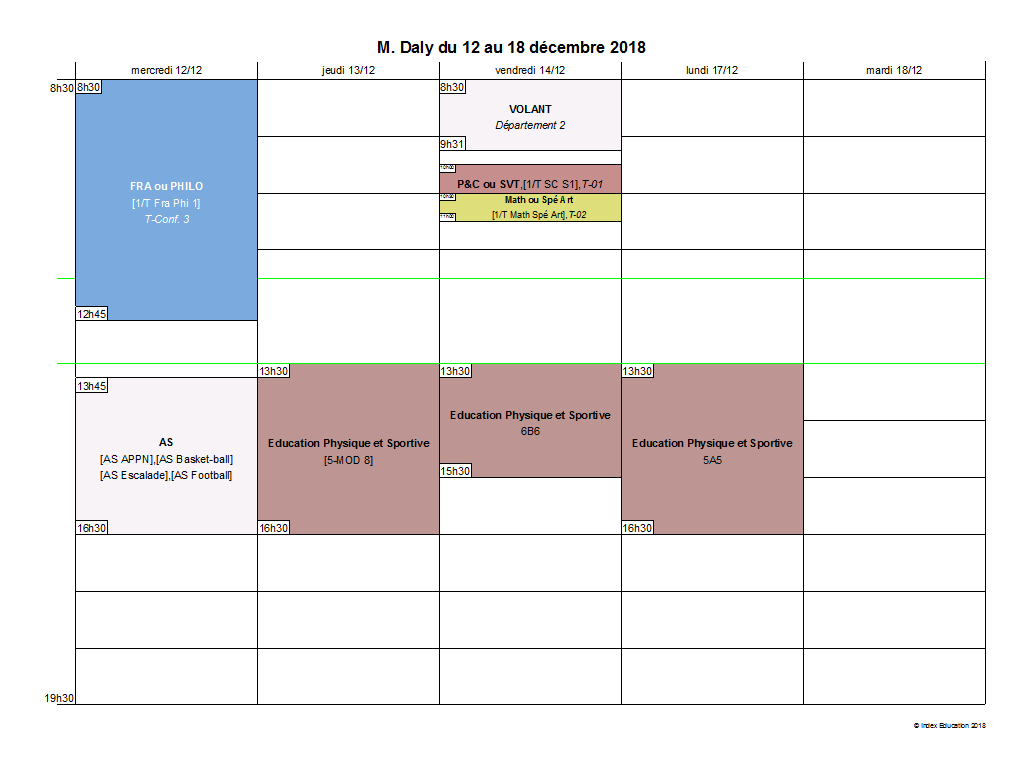 M. Daly du 12 au 18 décembre 2018
mercredi 12/12
jeudi 13/12
vendredi 14/12
lundi 17/12
mardi 18/12
8h30
8h30
FRA ou PHILO
[1/T Fra Phi 1]
T-Conf. 3
12h45
13h45
AS
[AS APPN],[AS Basket-ball]
[AS Escalade],[AS Football]
16h30
13h30
Education Physique et Sportive
[5-MOD 8]
16h30
8h30
VOLANT
Département 2
9h31
P&C ou SVT,[1/T SC S1],T-01
Math ou Spé Art
[1/T Math Spé Art],T-02
13h30
Education Physique et Sportive
6B6
15h30
13h30
Education Physique et Sportive
5A5
16h30
19h30
© Index Education 2018